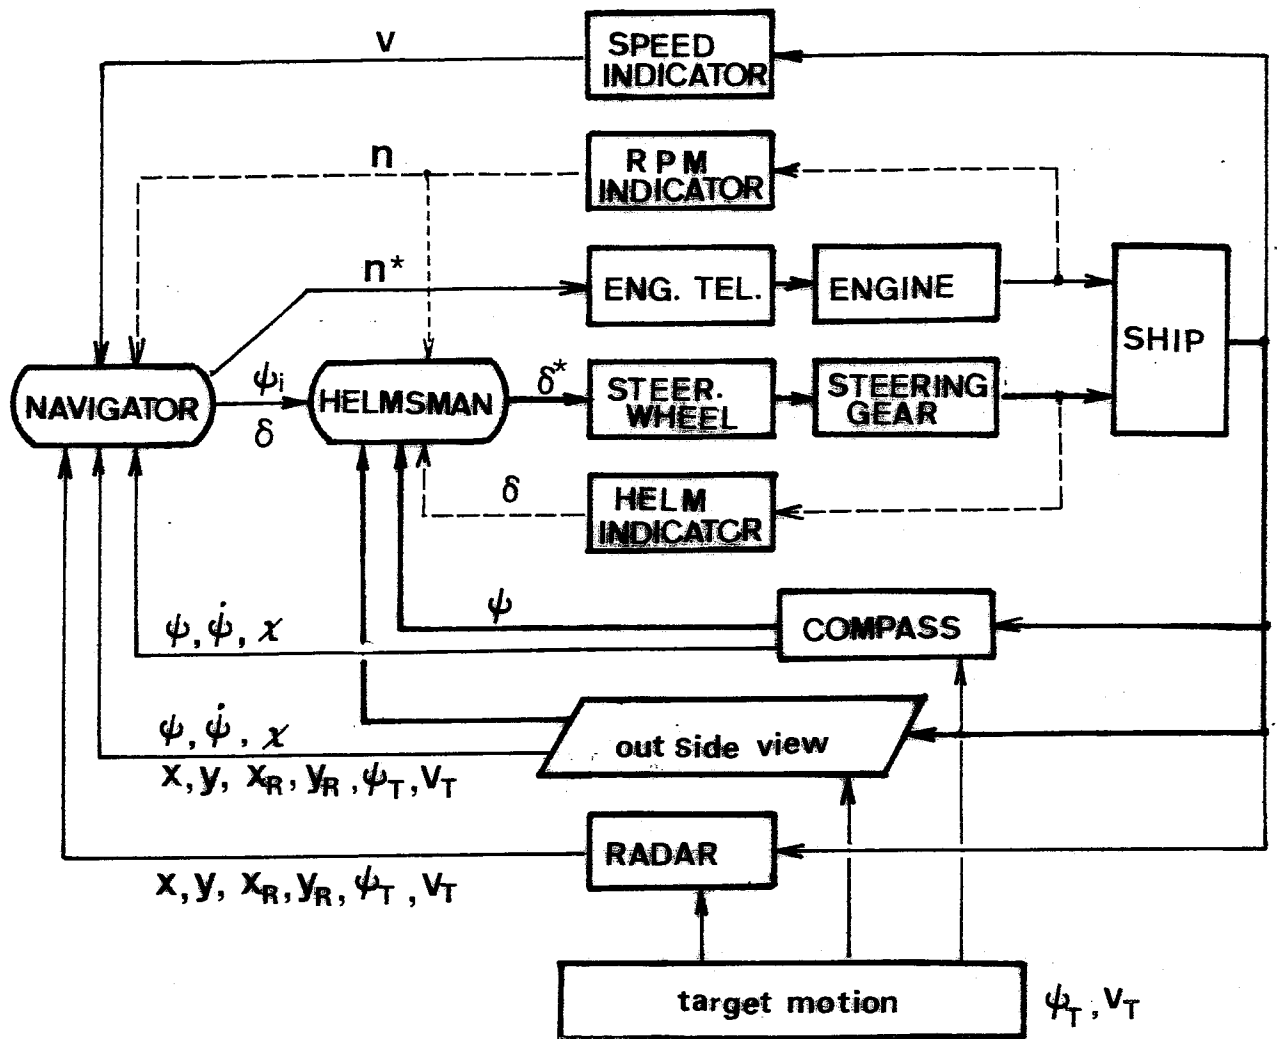 v
SPEED
INDICATOR
n
RPM
INDICATOR
n*
ENG. TEL.
ENGINE
SHIP
NAVIGATOR
ψi
δ
HELMSMAN
δ*
STEER.
WHEEL
STEERING
GEAR
δ
HELM
INDICATOR
ψ
ψ, ψ̇, χ
COMPASS
ψ, ψ̇, χ
x, y, xR, yR, ψT, VT
out side view
RADAR
x, y, xR, yR, ψT, VT
target motion
ψT, VT